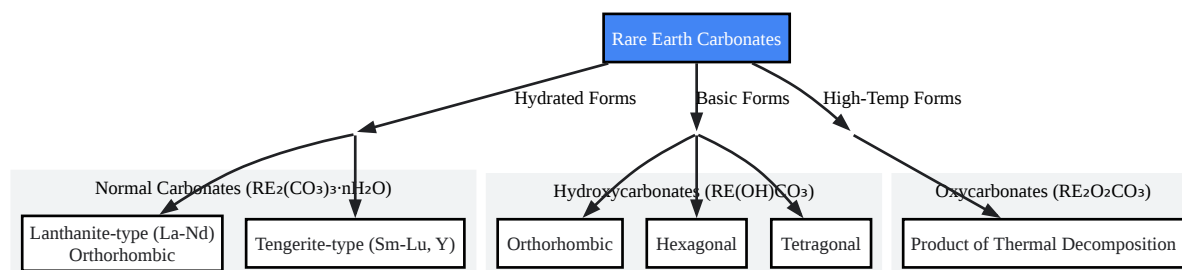 Rare Earth Carbonates
Hydrated Forms
Basic Forms
High-Temp Forms
Normal Carbonates (RE₂(CO₃)₃·nH₂O)
Hydroxycarbonates (RE(OH)CO₃)
Oxycarbonates (RE₂O₂CO₃)
Lanthanite-type (La-Nd)
Orthorhombic
Tengerite-type (Sm-Lu, Y)
Orthorhombic
Hexagonal
Tetragonal
Product of Thermal Decomposition